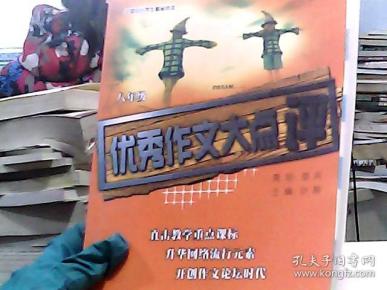 八年级
优秀作文大点评
直击教学重点课标
升华网络流行元素
开创作文论坛时代
孔夫子旧书网